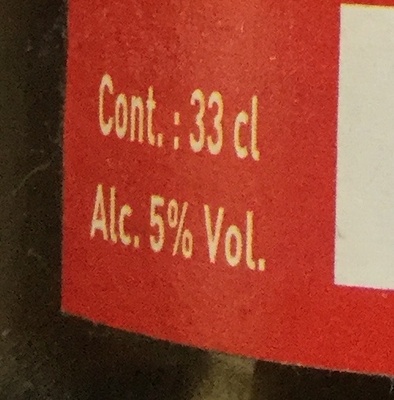 Cont. : 33 cl
Alc. 5% Vol.